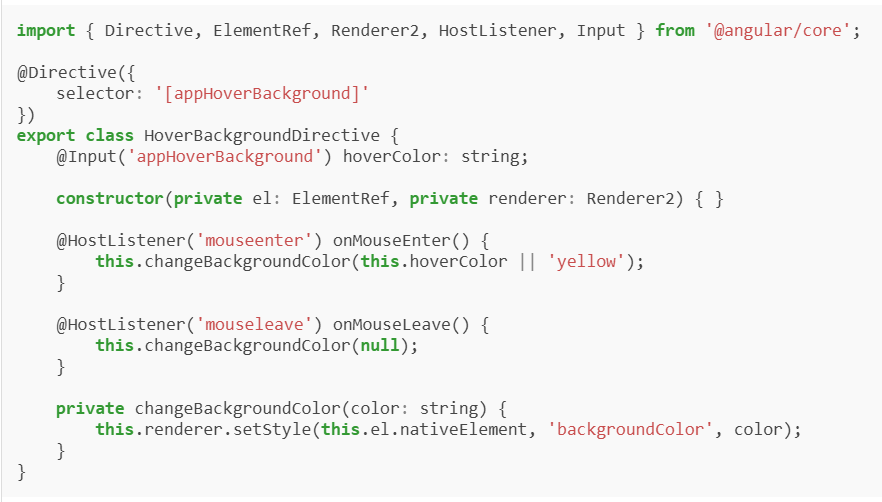 import { Directive, ElementRef, Renderer2, HostListener, Input } from '@angular/core';

@Directive({
    selector: '[appHoverBackground]'
})
export class HoverBackgroundDirective {
    @Input('appHoverBackground') hoverColor: string;

    constructor(private el: ElementRef, private renderer: Renderer2) { }

    @HostListener('mouseenter') onMouseEnter() {
        this.changeBackgroundColor(this.hoverColor || 'yellow');
    }

    @HostListener('mouseleave') onMouseLeave() {
        this.changeBackgroundColor(null);
    }

    private changeBackgroundColor(color: string) {
        this.renderer.setStyle(this.el.nativeElement, 'backgroundColor', color);
    }
}